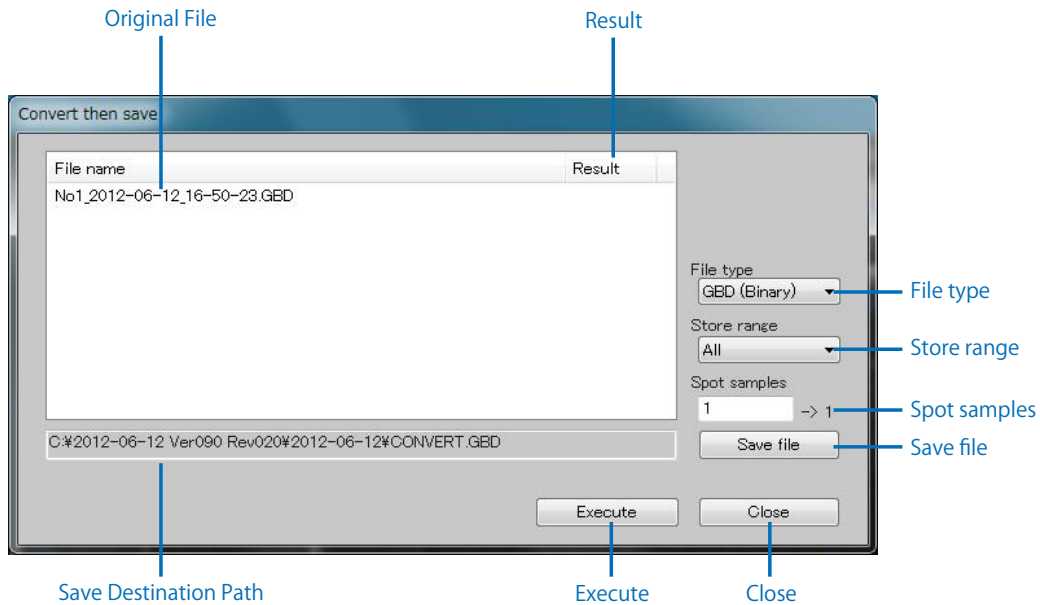 Original File
Result
Convert then save
File name Result
No1_2012-06-12_16-50-23.GBD
File type
GBD (Binary)
File type
Store range
All
Store range
Spot samples
1 -> 1
Spot samples
C:¥2012-06-12 Ver090 Rev020¥2012-06-12¥CONVERT.GBD
Save file
Save file
Execute Close
Save Destination Path
Execute
Close